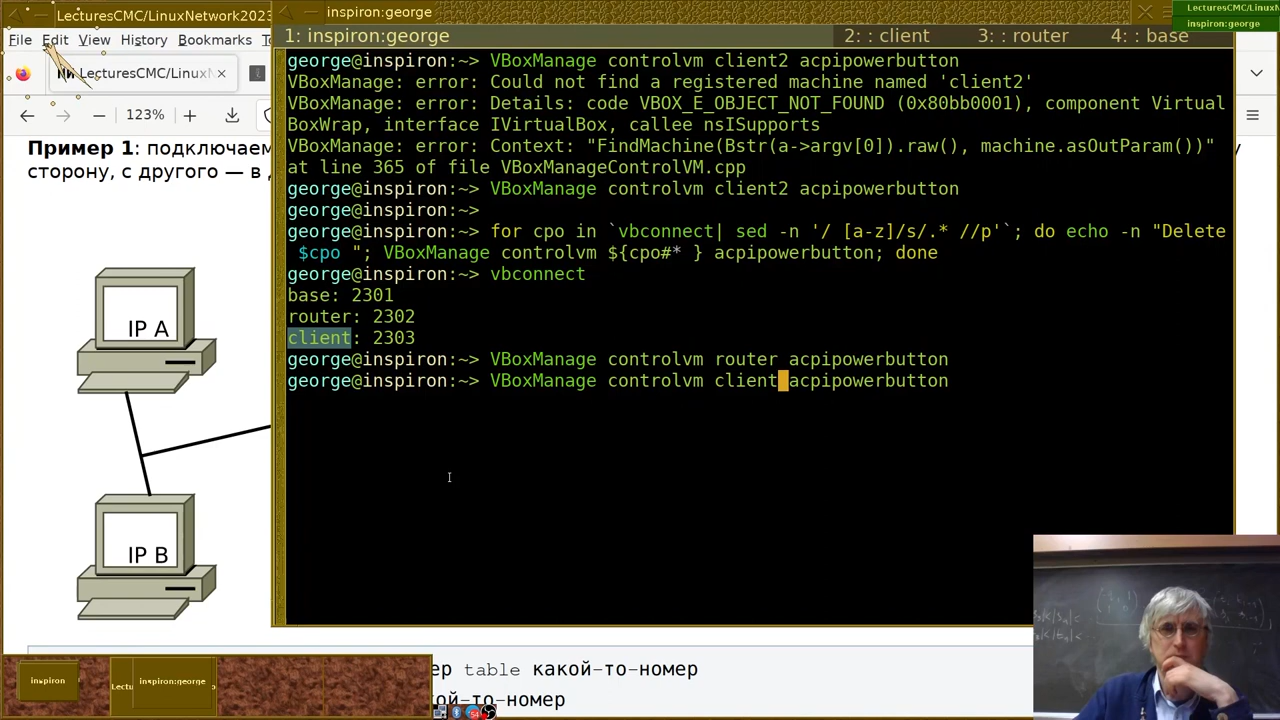 LecturesCMC/LinuxNetwork2023
inspiron:george
LecturesCMC/LinuxNetw
inspiron:george
File Edit View History Bookmarks
1: inspiron:george 2: : client 3: : router 4: : base
LecturesCMC/Linux
123%
Пример 1: подключаем
сторону, с другого — в
IP A
IP B
george@inspiron:~> VBoxManage controlvm client2 acpipowerbutton
VBoxManage: error: Could not find a registered machine named 'client2'
VBoxManage: error: Details: code VBOX_E_OBJECT_NOT_FOUND (0x80bb0001), component Virtual
BoxWrap, interface IVirtualBox, callee nsISupports
VBoxManage: error: Context: "FindMachine(Bstr(a->argv[0]).raw(), machine.asOutParam())"
at line 365 of file VBoxManageControlVM.cpp
george@inspiron:~> VBoxManage controlvm client2 acpipowerbutton
george@inspiron:~>
george@inspiron:~> for cpo in `vbconnect| sed -n '/ [a-z]/s/.* //p'`; do echo -n "Delete
$cpo "; VBoxManage controlvm ${cpo#* } acpipowerbutton; done
george@inspiron:~> vbconnect
base: 2301
router: 2302
client: 2303
george@inspiron:~> VBoxManage controlvm router acpipowerbutton
george@inspiron:~> VBoxManage controlvm client acpipowerbutton
ер table какой-то-номер
ой-то-номер
inspiron
inspiron:george